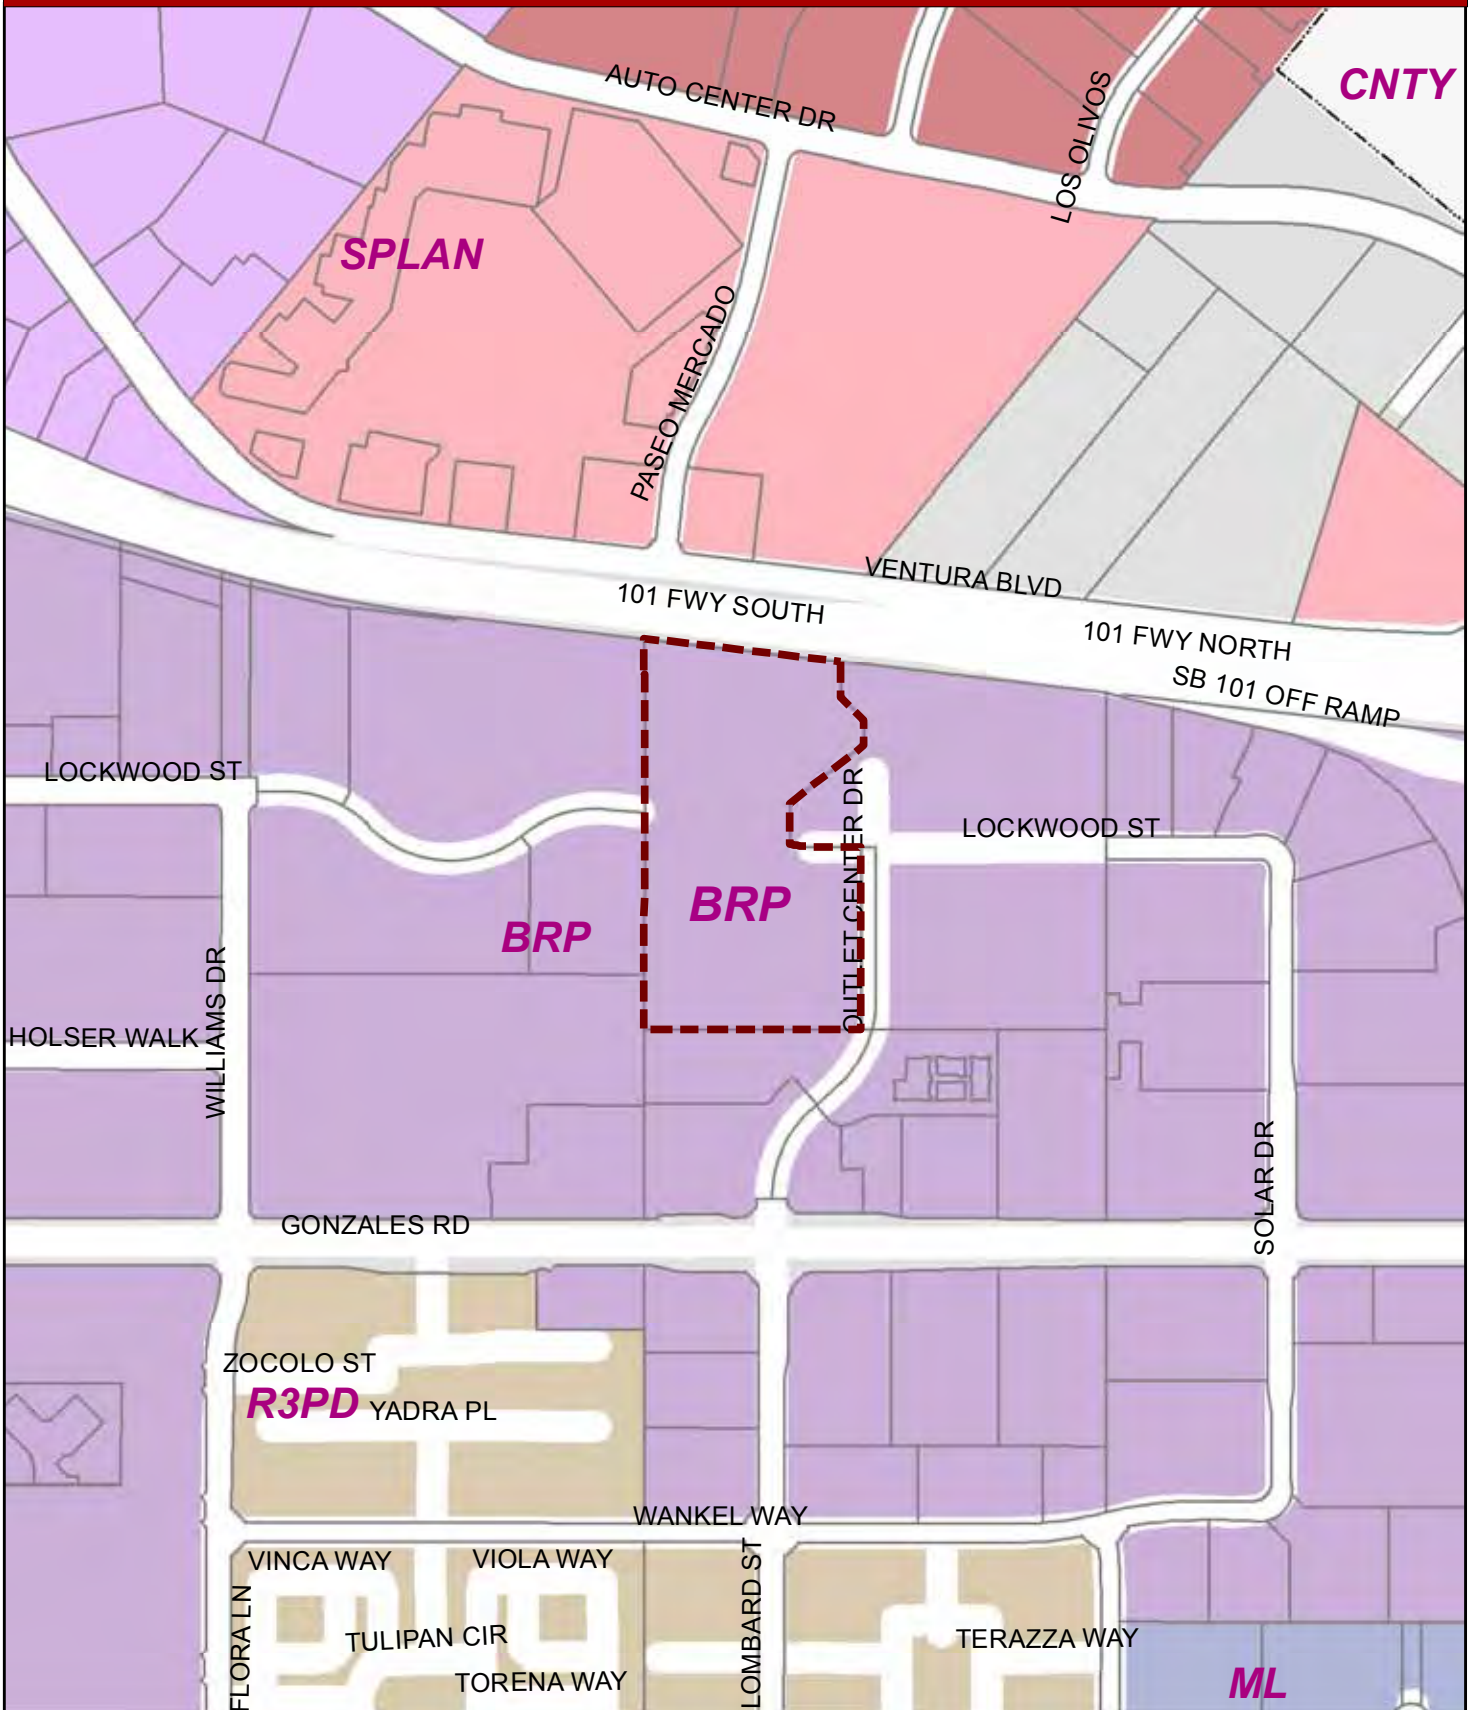 AUTO CENTER DR
CNTY
LOS OLIVOS
SPLAN
PASEO MERCADO
VENTURA BLVD
101 FWY SOUTH
101 FWY NORTH
SB 101 OFF RAMP
LOCKWOOD ST
OUTLET CENTER DR
LOCKWOOD ST
BRP
BRP
WILLIAMS DR
HOLSER WALK
SOLAR DR
GONZALES RD
ZOCOLO ST
R3PD
YADRA PL
WANKEL WAY
VINCA WAY
VIOLA WAY
FLORA LN
LOMBARD ST
TULIPAN CIR
TERAZZA WAY
TORENA WAY
ML